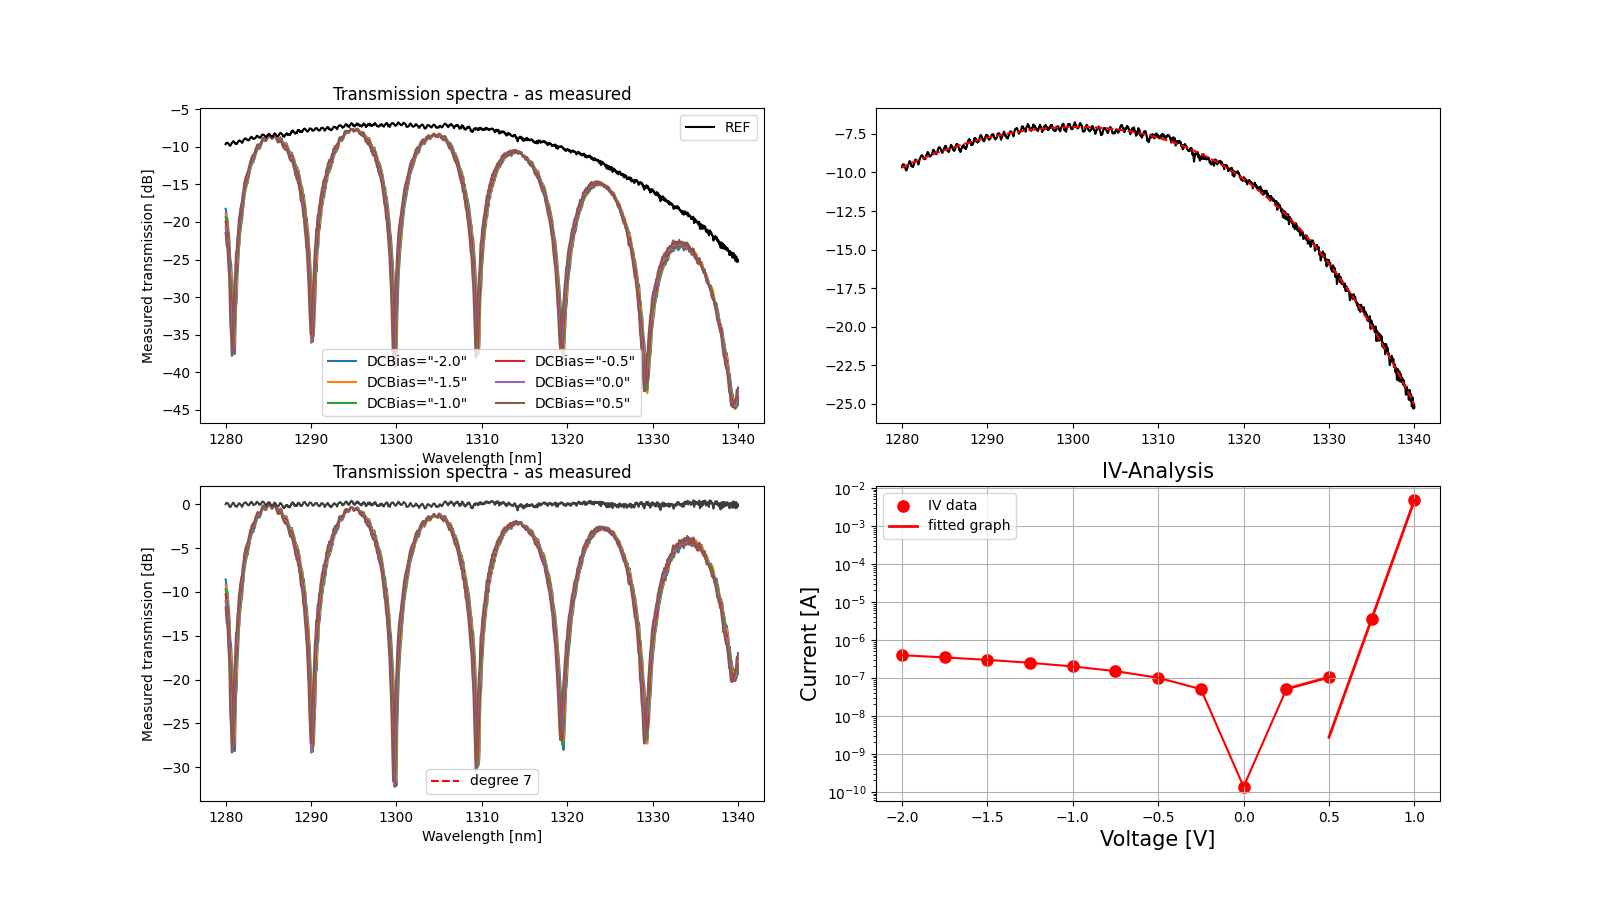 Transmission spectra - as measured
Measured transmission [dB]
−5
−10
−15
−20
−25
−30
−35
−40
−45
REF
DCBias="-2.0"
DCBias="-1.5"
DCBias="-1.0"
DCBias="-0.5"
DCBias="0.0"
DCBias="0.5"
1280 1290 1300 1310 1320 1330 1340
Wavelength [nm]
−7.5
−10.0
−12.5
−15.0
−17.5
−20.0
−22.5
−25.0
1280 1290 1300 1310 1320 1330 1340
Transmission spectra - as measured
Measured transmission [dB]
0
−5
−10
−15
−20
−25
−30
degree 7
1280 1290 1300 1310 1320 1330 1340
Wavelength [nm]
IV-Analysis
Current [A]
10⁻²
10⁻³
10⁻⁴
10⁻⁵
10⁻⁶
10⁻⁷
10⁻⁸
10⁻⁹
10⁻¹⁰
IV data
fitted graph
−2.0 −1.5 −1.0 −0.5 0.0 0.5 1.0
Voltage [V]